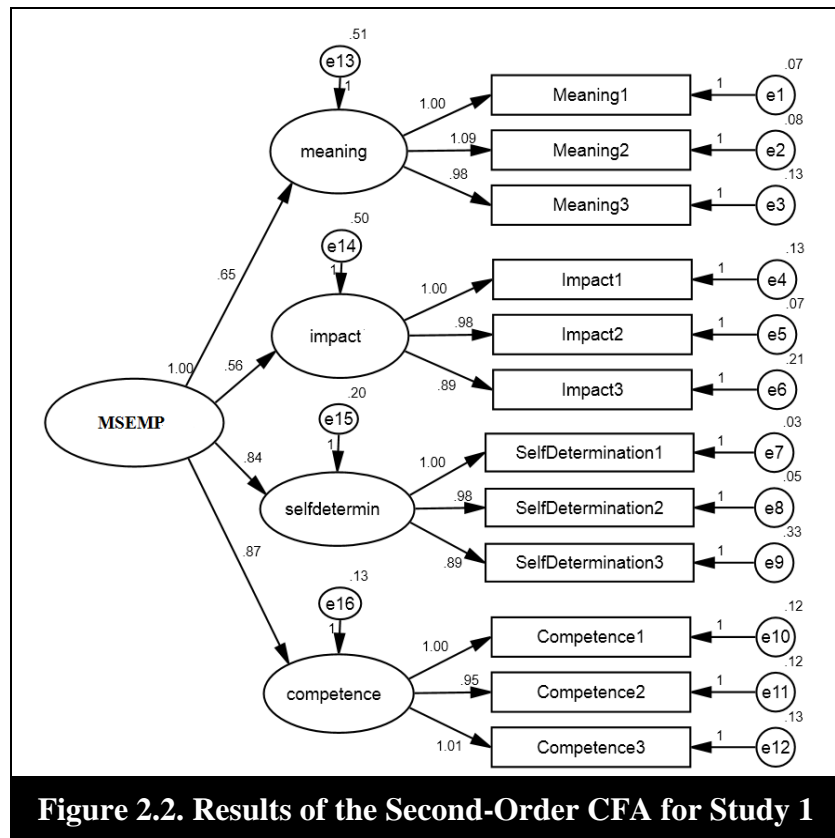 .51
e13
1
meaning
1.00
Meaning1
1
e1
.07
1.09
Meaning2
1
e2
.08
.98
Meaning3
1
e3
.13
.65
.50
e14
1
impact
1.00
Impact1
1
e4
.13
.98
Impact2
1
e5
.07
.89
Impact3
1
e6
.21
1.00
.56
MSEMP
.20
e15
1
selfdetermin
1.00
SelfDetermination1
1
e7
.03
.98
SelfDetermination2
1
e8
.05
.89
SelfDetermination3
1
e9
.33
.84
.87
.13
e16
1
competence
1.00
Competence1
1
e10
.12
.95
Competence2
1
e11
.12
1.01
Competence3
1
e12
.13
Figure 2.2. Results of the Second-Order CFA for Study 1